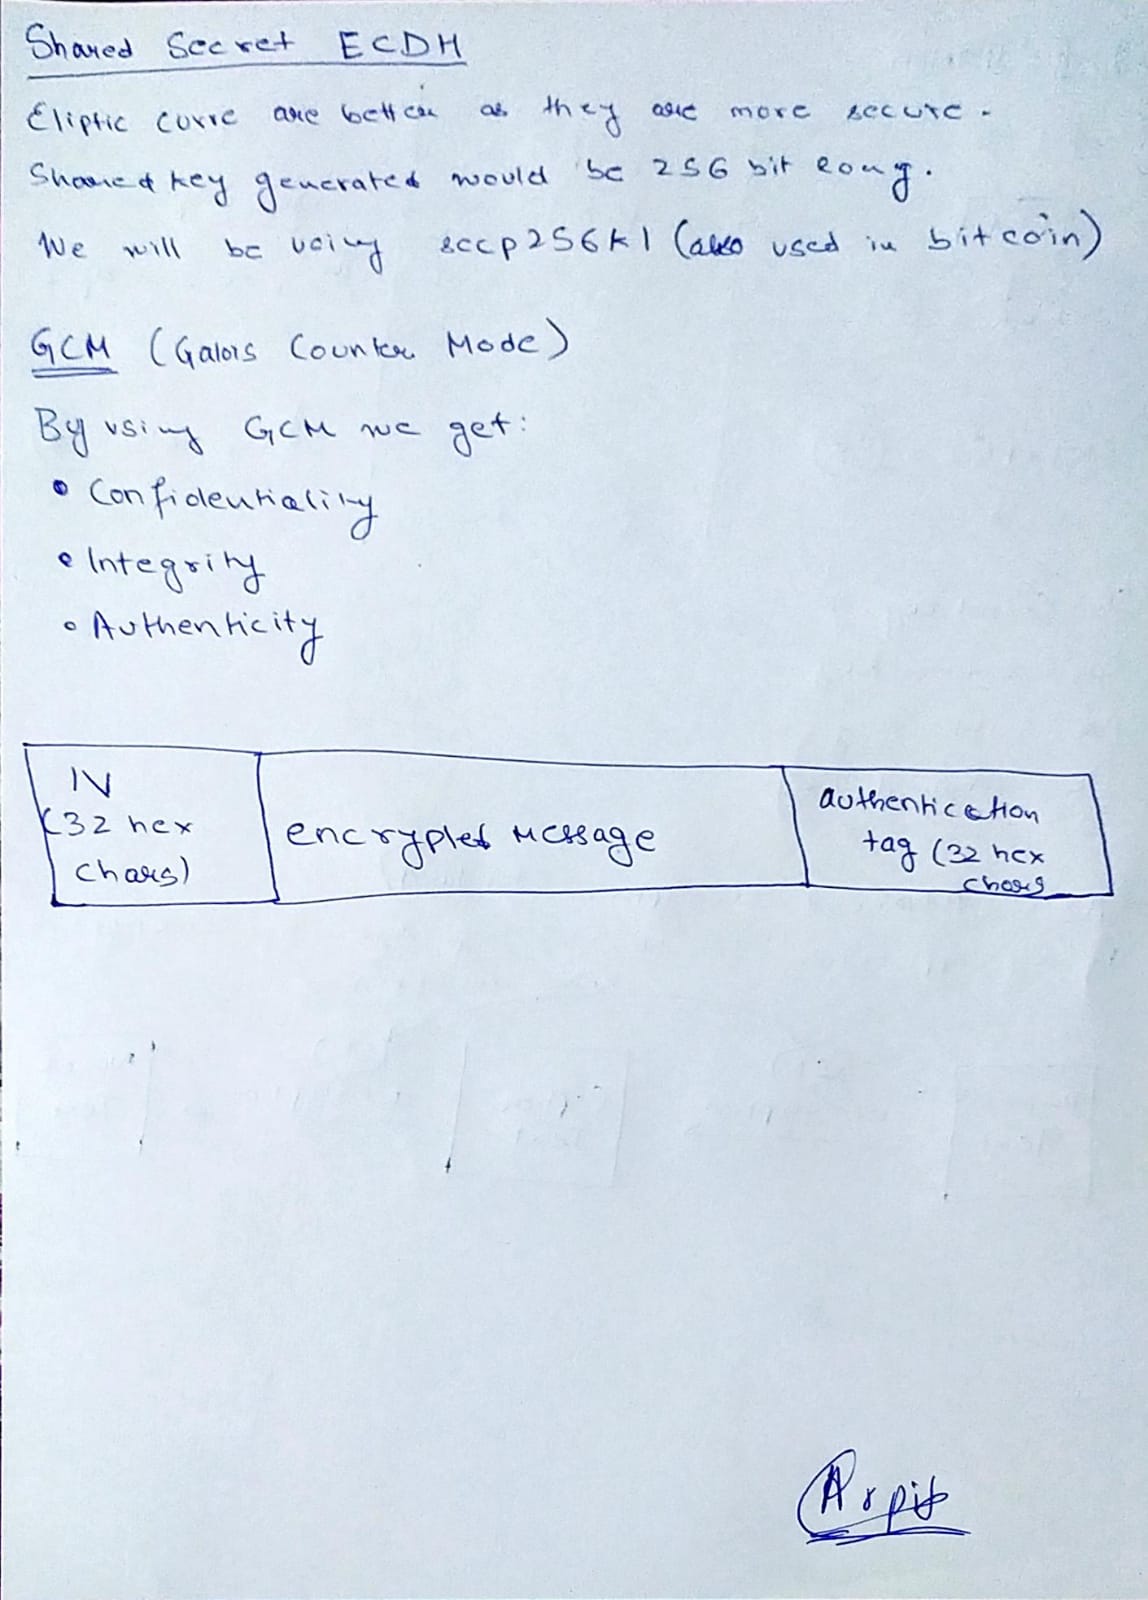 Shared Secret ECDH
Eliptic curve are better as they are more secure.
Shared key generated would be 256 bit long.
We will be using secp256k1 (also used in bitcoin)
GCM (Galois Counter Mode)
By using GCM we get:
• Confidentiality
• Integrity
• Authenticity
IV
(32 hex
chars)
encrypted message
authentication
tag (32 hex
chars
Arpit